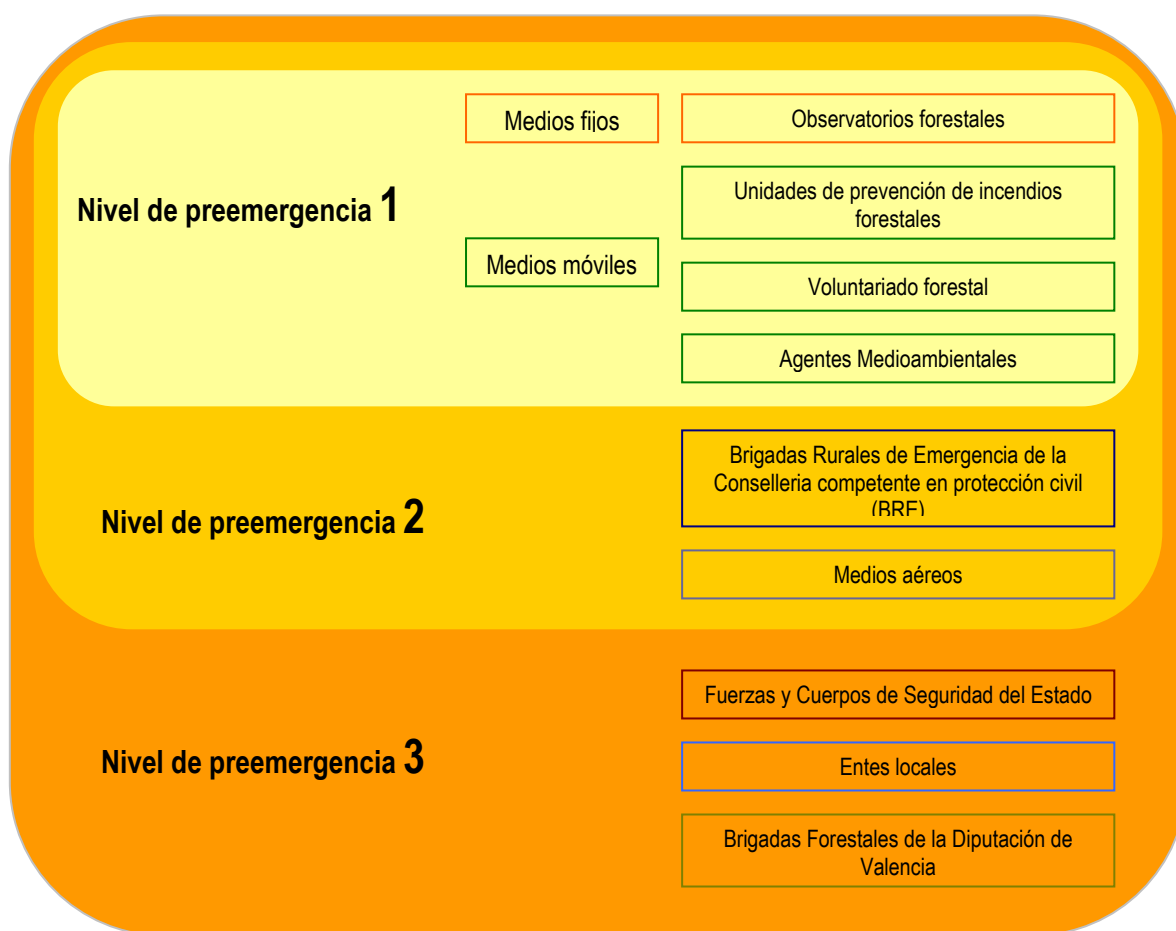 Medios fijos
Observatorios forestales
Nivel de preemergencia 1
Unidades de prevención de incendios
forestales
Medios móviles
Voluntariado forestal
Agentes Medioambientales
Nivel de preemergencia 2
Brigadas Rurales de Emergencia de la
Conselleria competente en protección civil
(BRE)
Medios aéreos
Fuerzas y Cuerpos de Seguridad del Estado
Nivel de preemergencia 3
Entes locales
Brigadas Forestales de la Diputación de
Valencia